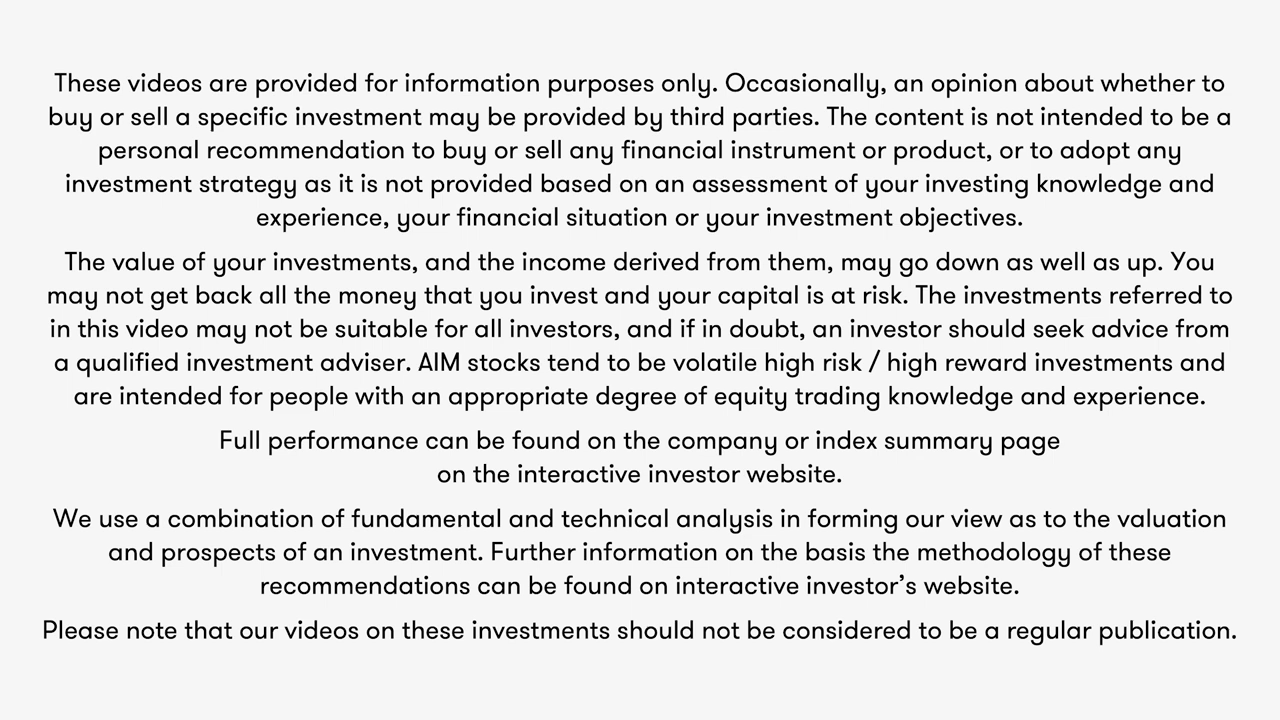 These videos are provided for information purposes only. Occasionally, an opinion about whether to
buy or sell a specific investment may be provided by third parties. The content is not intended to be a
personal recommendation to buy or sell any financial instrument or product, or to adopt any
investment strategy as it is not provided based on an assessment of your investing knowledge and
experience, your financial situation or your investment objectives.
The value of your investments, and the income derived from them, may go down as well as up. You
may not get back all the money that you invest and your capital is at risk. The investments referred to
in this video may not be suitable for all investors, and if in doubt, an investor should seek advice from
a qualified investment adviser. AIM stocks tend to be volatile high risk / high reward investments and
are intended for people with an appropriate degree of equity trading knowledge and experience.
Full performance can be found on the company or index summary page
on the interactive investor website.
We use a combination of fundamental and technical analysis in forming our view as to the valuation
and prospects of an investment. Further information on the basis the methodology of these
recommendations can be found on interactive investor’s website.
Please note that our videos on these investments should not be considered to be a regular publication.